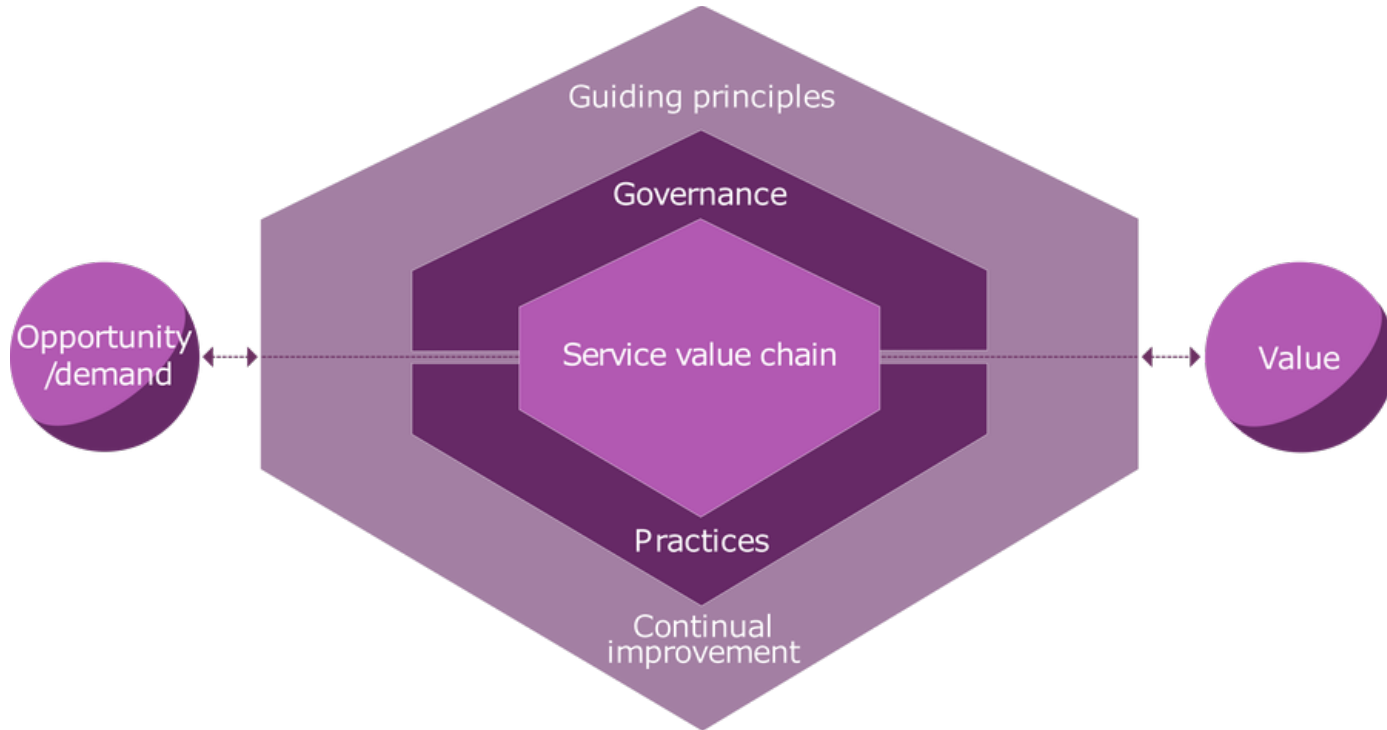 Guiding principles
Governance
Opportunity
/demand
Service value chain
Value
Practices
Continual
improvement